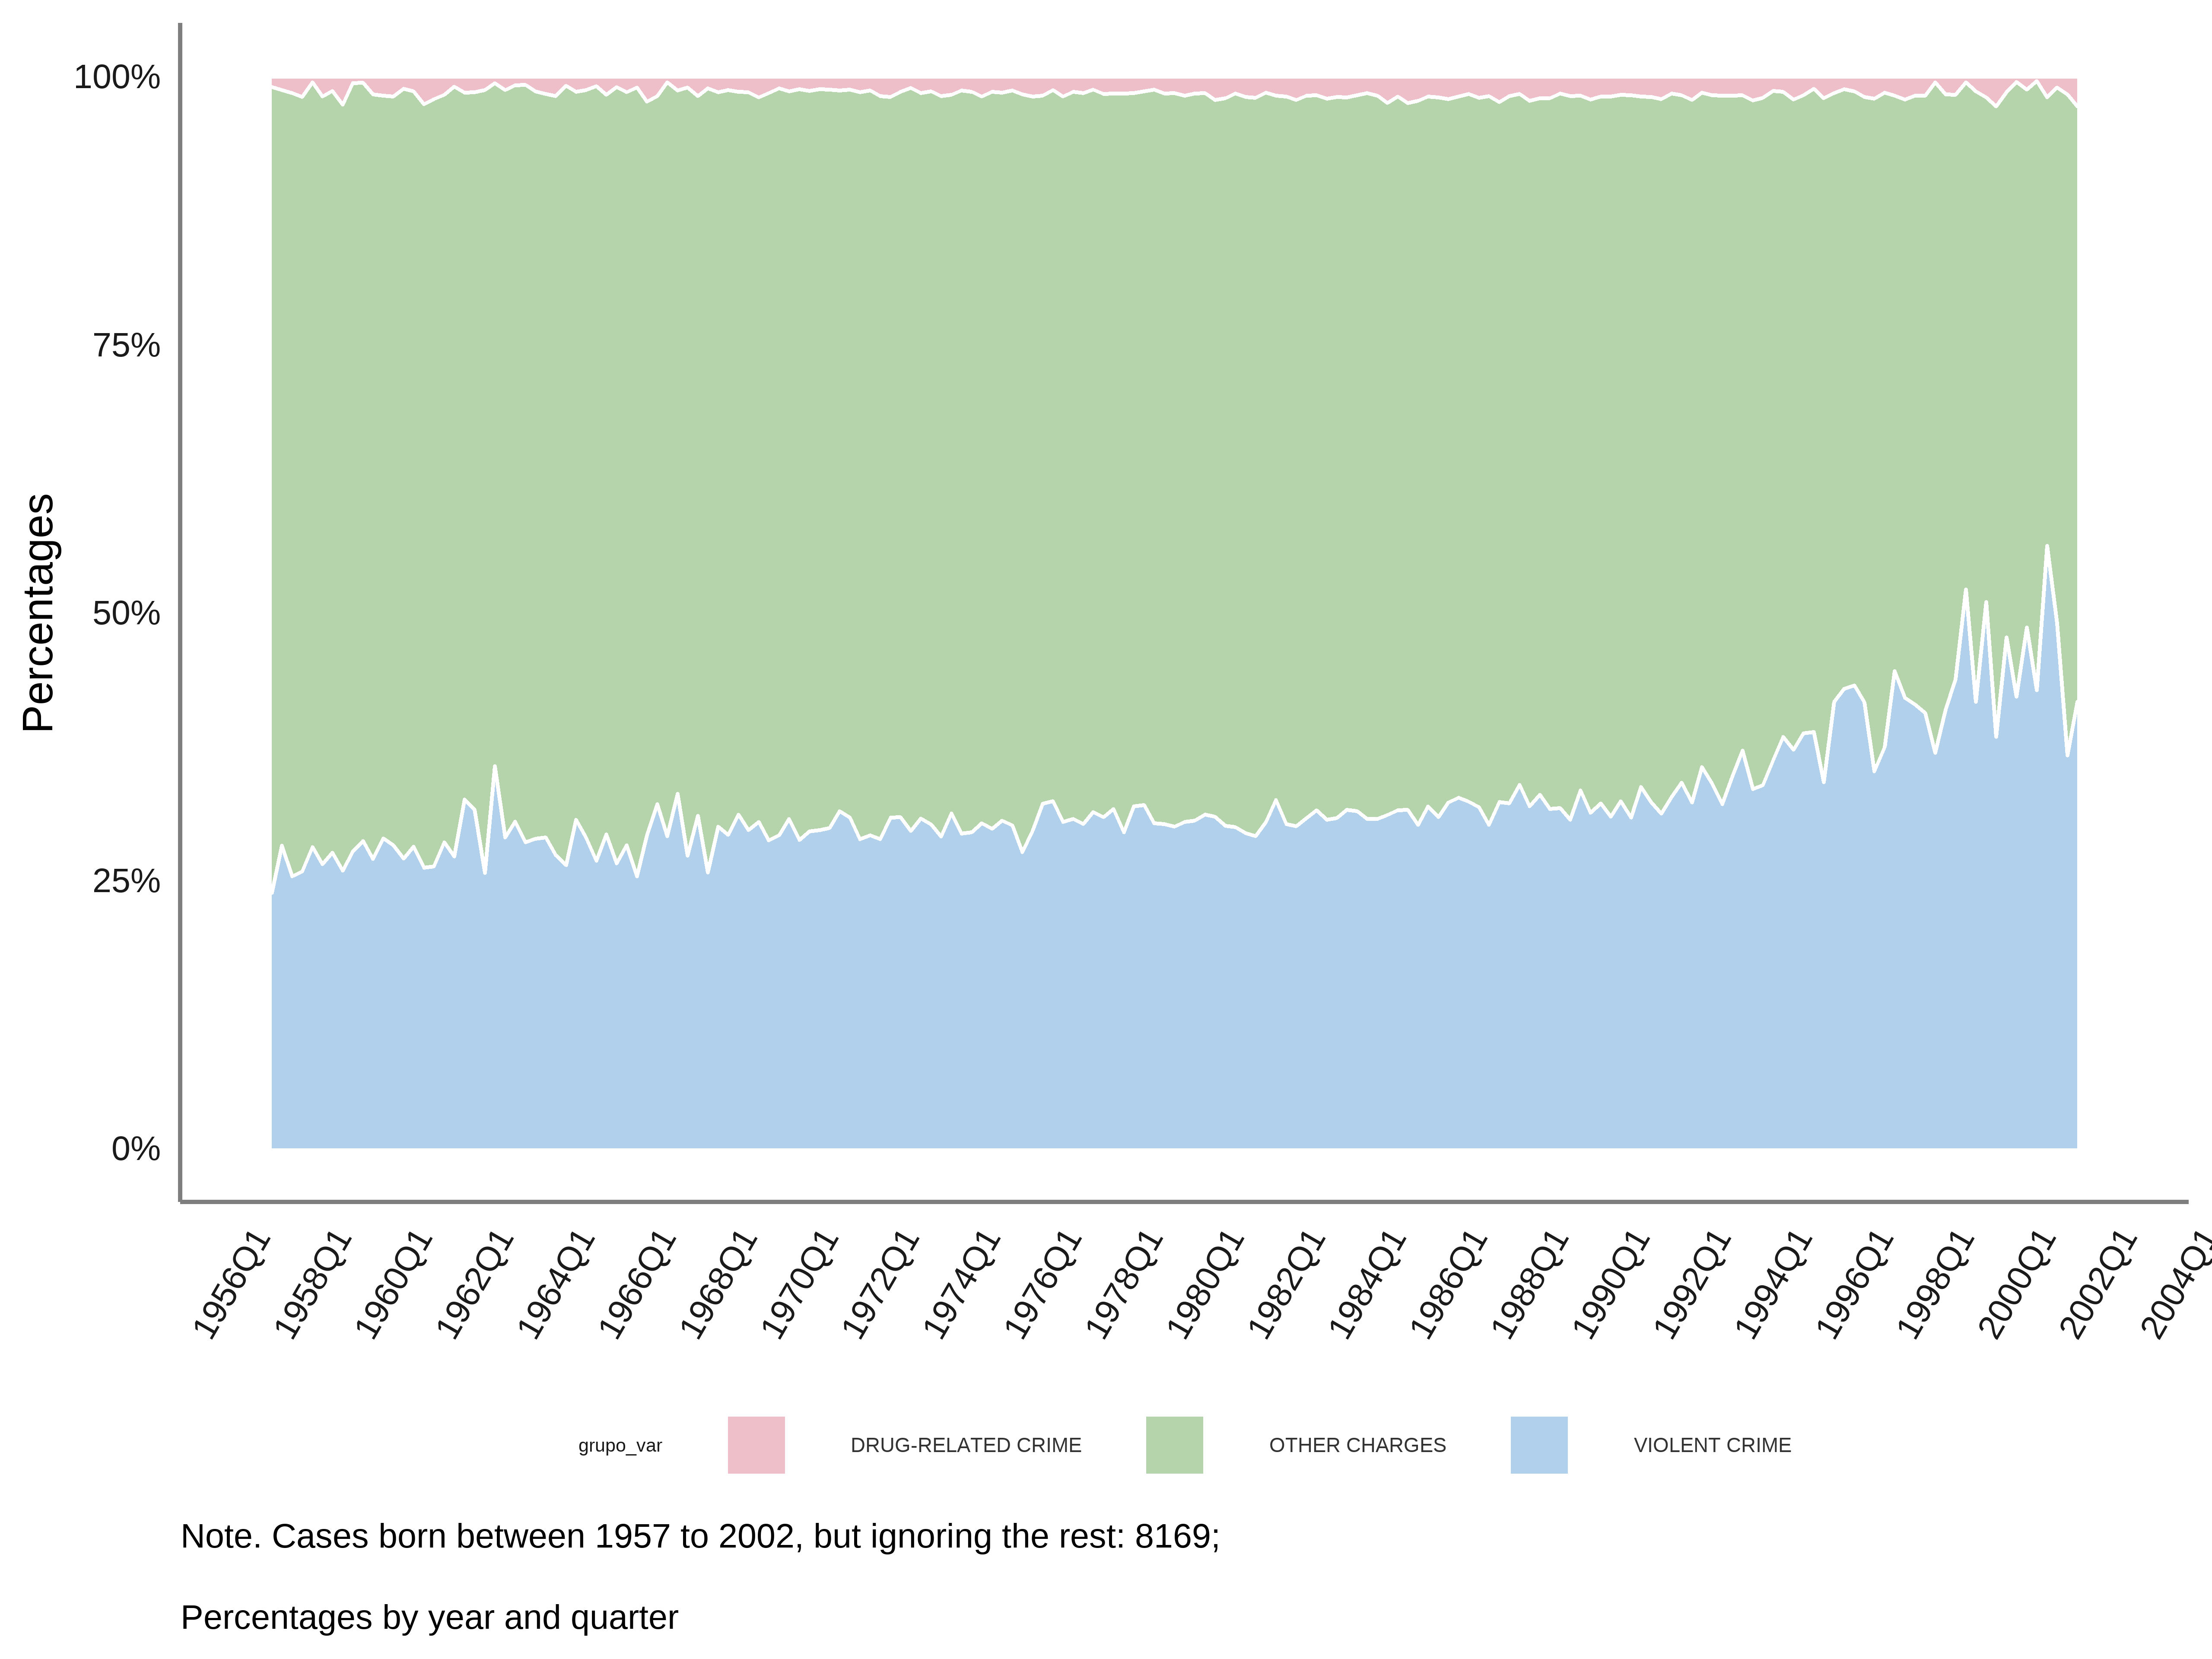 100%
75%
50%
25%
0%
Percentages
1956Q1
1958Q1
1960Q1
1962Q1
1964Q1
1966Q1
1968Q1
1970Q1
1972Q1
1974Q1
1976Q1
1978Q1
1980Q1
1982Q1
1984Q1
1986Q1
1988Q1
1990Q1
1992Q1
1994Q1
1996Q1
1998Q1
2000Q1
2002Q1
2004Q1
grupo_var DRUG-RELATED CRIME OTHER CHARGES VIOLENT CRIME
Note. Cases born between 1957 to 2002, but ignoring the rest: 8169;
Percentages by year and quarter